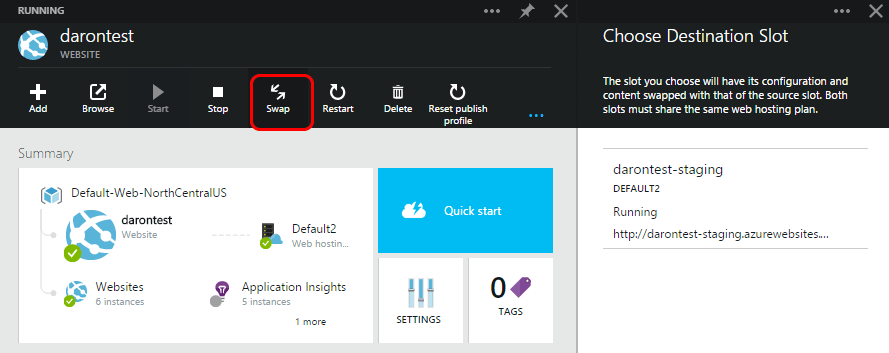 RUNNING
darontest
WEBSITE
Add
Browse
Start
Stop
Swap
Restart
Delete
Reset publish
profile
Summary
Default-Web-NorthCentralUS
darontest
Website
Default2
Web hostin...
Websites
6 instances
Application Insights
5 instances
1 more
Quick start
SETTINGS
0
TAGS
Choose Destination Slot
The slot you choose will have its configuration and
content swapped with that of the source slot. Both
slots must share the same web hosting plan.
darontest-staging
DEFAULT2
Running
http://darontest-staging.azurewebsites....